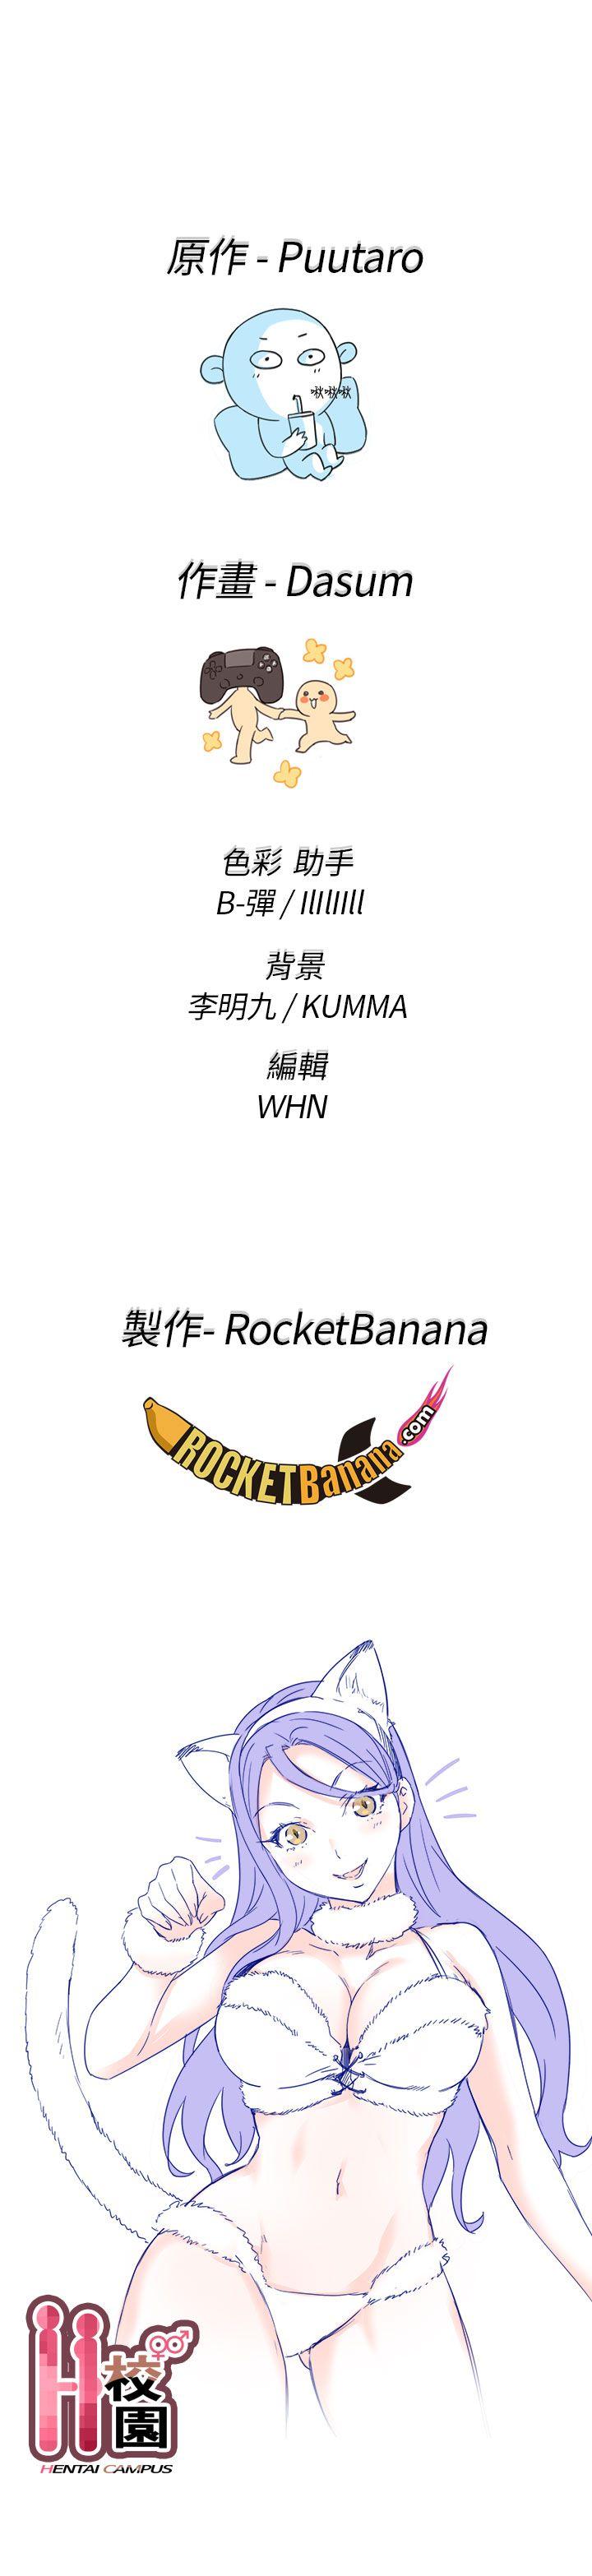 原作 - Puutaro
啾啾啾
作畫 - Dasum
色彩 助手
B-彈 / IlIlIIll
背景
李明九 / KUMMA
編輯
WHN
製作- RocketBanana
ROCKETBanana.com
H校園
HENTAI CAMPUS